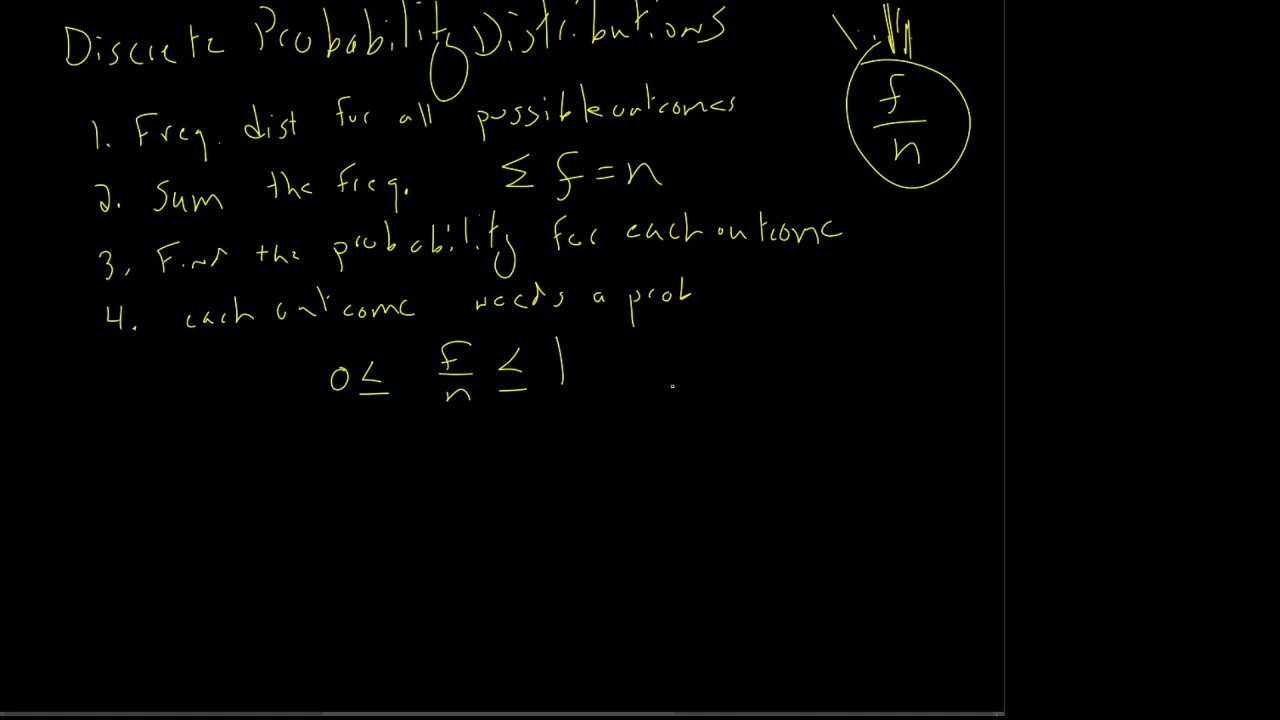 Discrete Probability Distributions
1. Freq. dist for all possible outcomes
2. Sum the freq. Σ f = n
3. Find the probability for each outcome
4. each outcome needs a prob
0 ≤ f/n ≤ 1
f/n